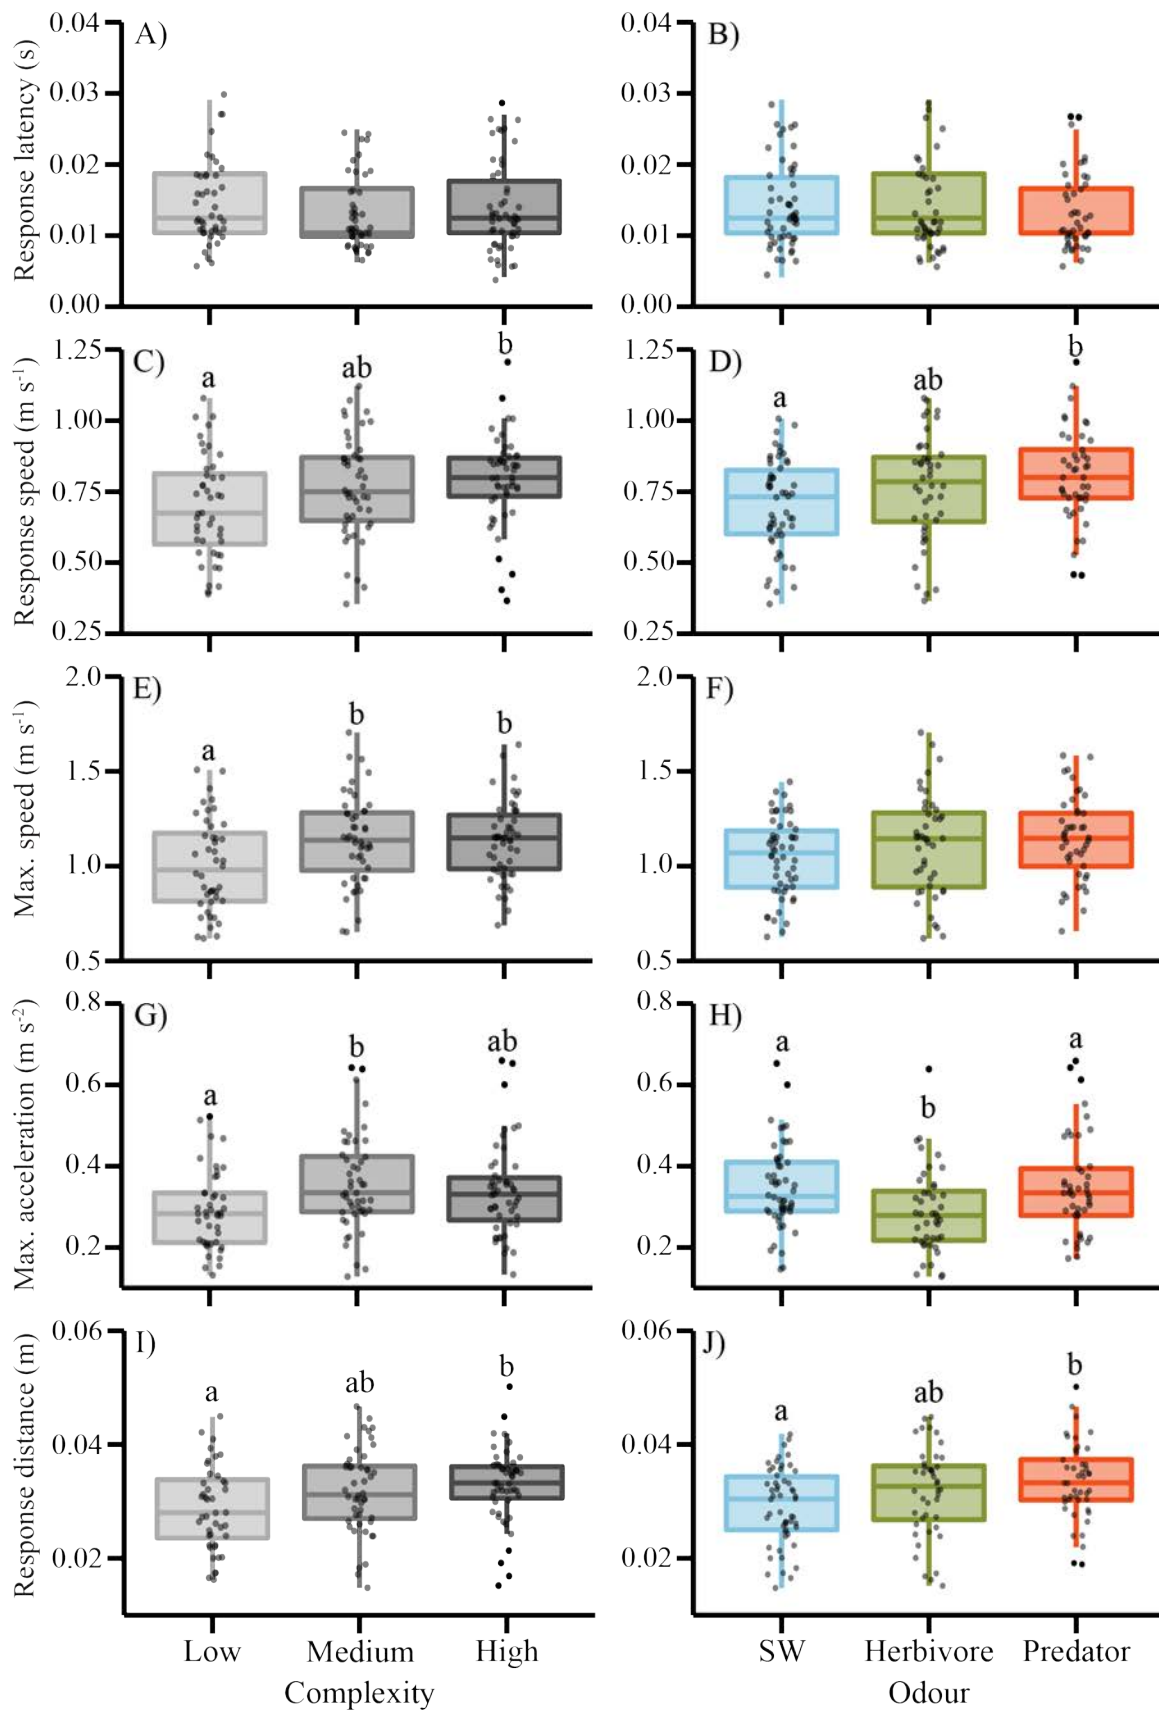 A)
B)
Response latency (s)
0.04
0.03
0.02
0.01
0.00
0.04
0.03
0.02
0.01
0.00
C)
D)
Response speed (m s-1)
1.25
1.00
0.75
0.50
0.25
a
ab
b
1.25
1.00
0.75
0.50
0.25
a
ab
b
E)
F)
Max. speed (m s-1)
2.0
1.5
1.0
0.5
a
b
b
2.0
1.5
1.0
0.5
G)
H)
Max. acceleration (m s-2)
0.8
0.6
0.4
0.2
a
b
ab
0.8
0.6
0.4
0.2
a
b
a
I)
J)
Response distance (m)
0.06
0.04
0.02
a
ab
b
0.06
0.04
0.02
a
ab
b
Low Medium High
Complexity
SW Herbivore Predator
Odour